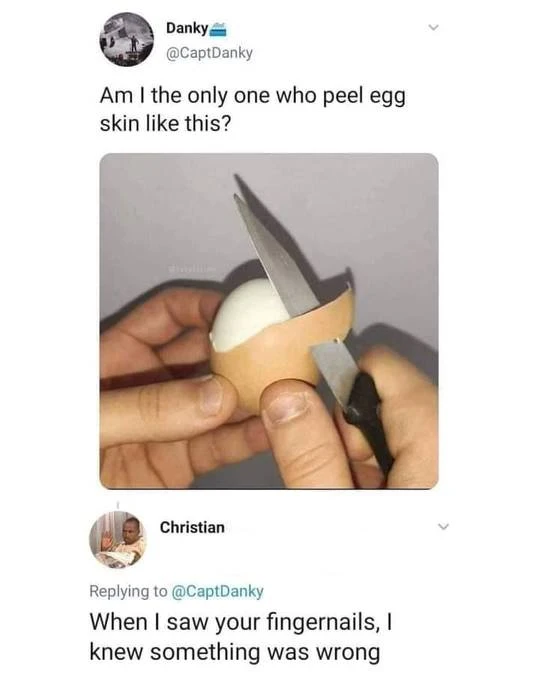 Danky
@CaptDanky
Am I the only one who peel egg
skin like this?
Christian
Replying to @CaptDanky
When I saw your fingernails, I
knew something was wrong